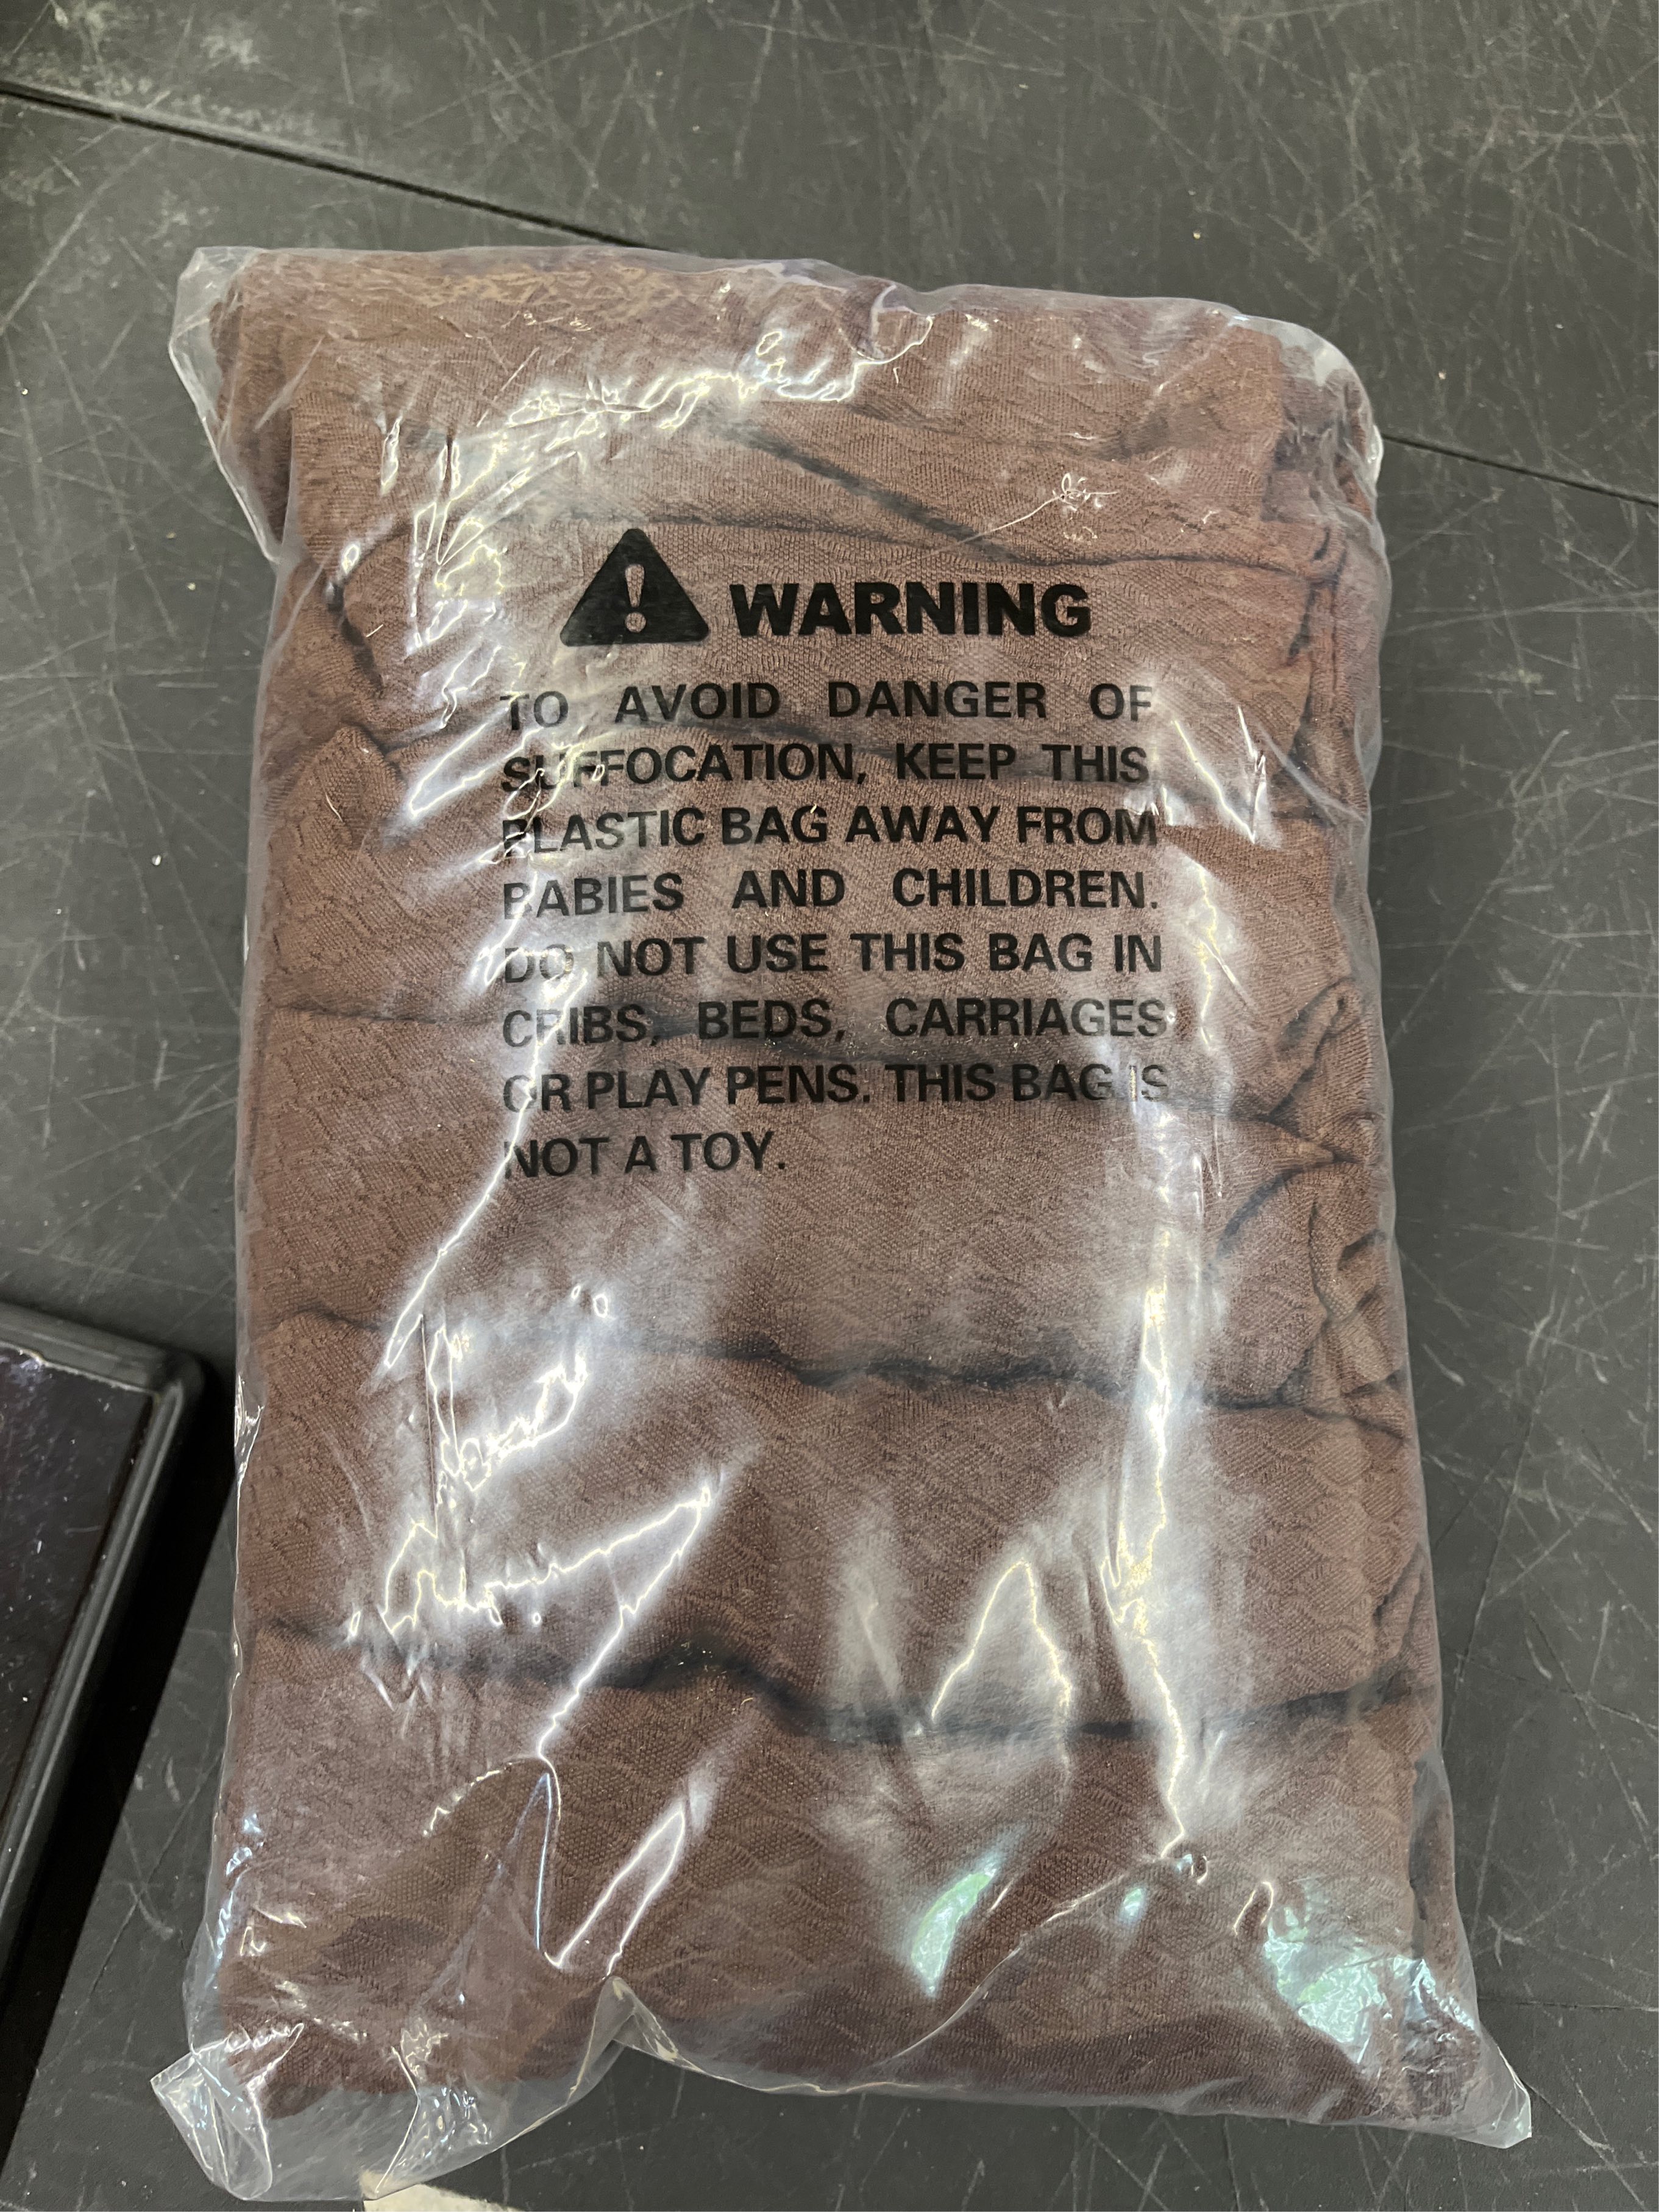 WARNING
TO AVOID DANGER OF
SUFFOCATION, KEEP THIS
PLASTIC BAG AWAY FROM
BABIES AND CHILDREN.
DO NOT USE THIS BAG IN
CRIBS, BEDS, CARRIAGES
OR PLAY PENS. THIS BAG IS
NOT A TOY.